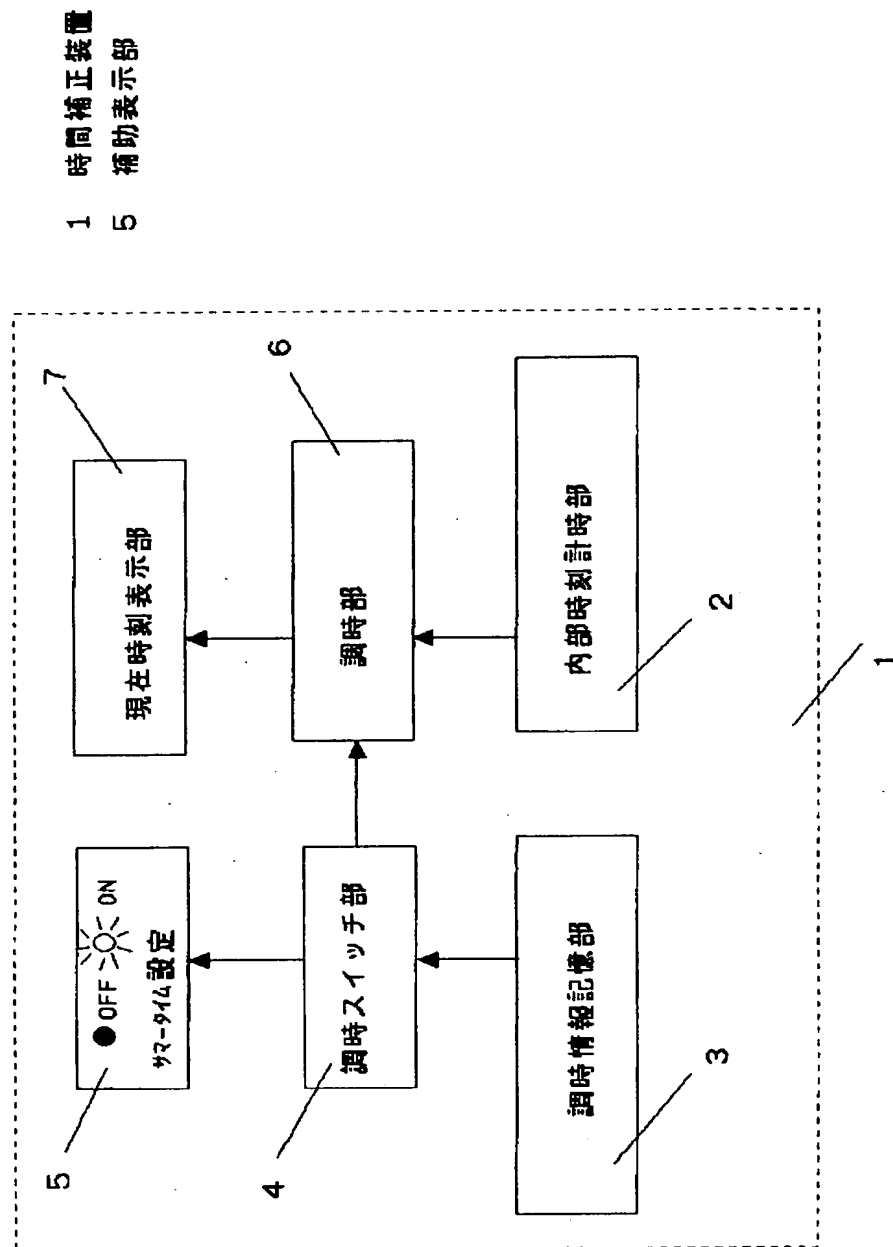 1 時間補正装置
5 補助表示部
5
●OFF ON
サマータイム設定
7
現在時刻表示部
4
調時スイッチ部
6
調時部
3
調時情報記憶部
2
内部時刻計時部
1